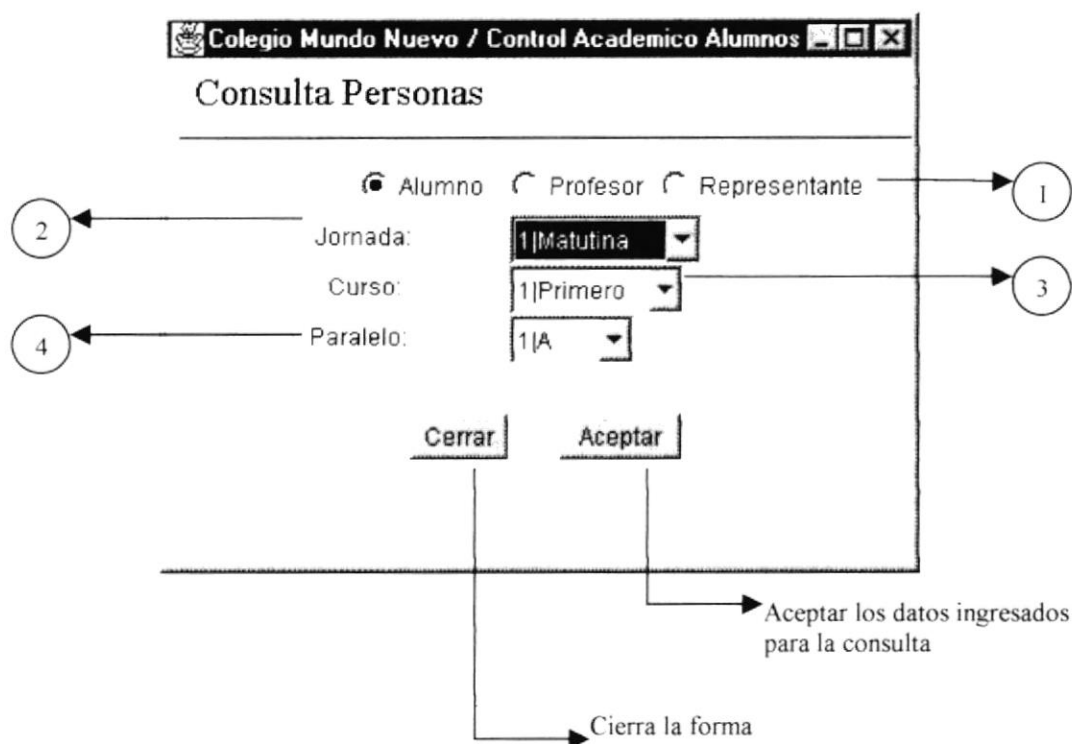 Colegio Mundo Nuevo / Control Academico Alumnos
Consulta Personas
Alumno Profesor Representante
1
2
Jornada: 1|Matutina
Curso: 1|Primero
3
4
Paralelo: 1|A
Cerrar Aceptar
Aceptar los datos ingresados
para la consulta
Cierra la forma